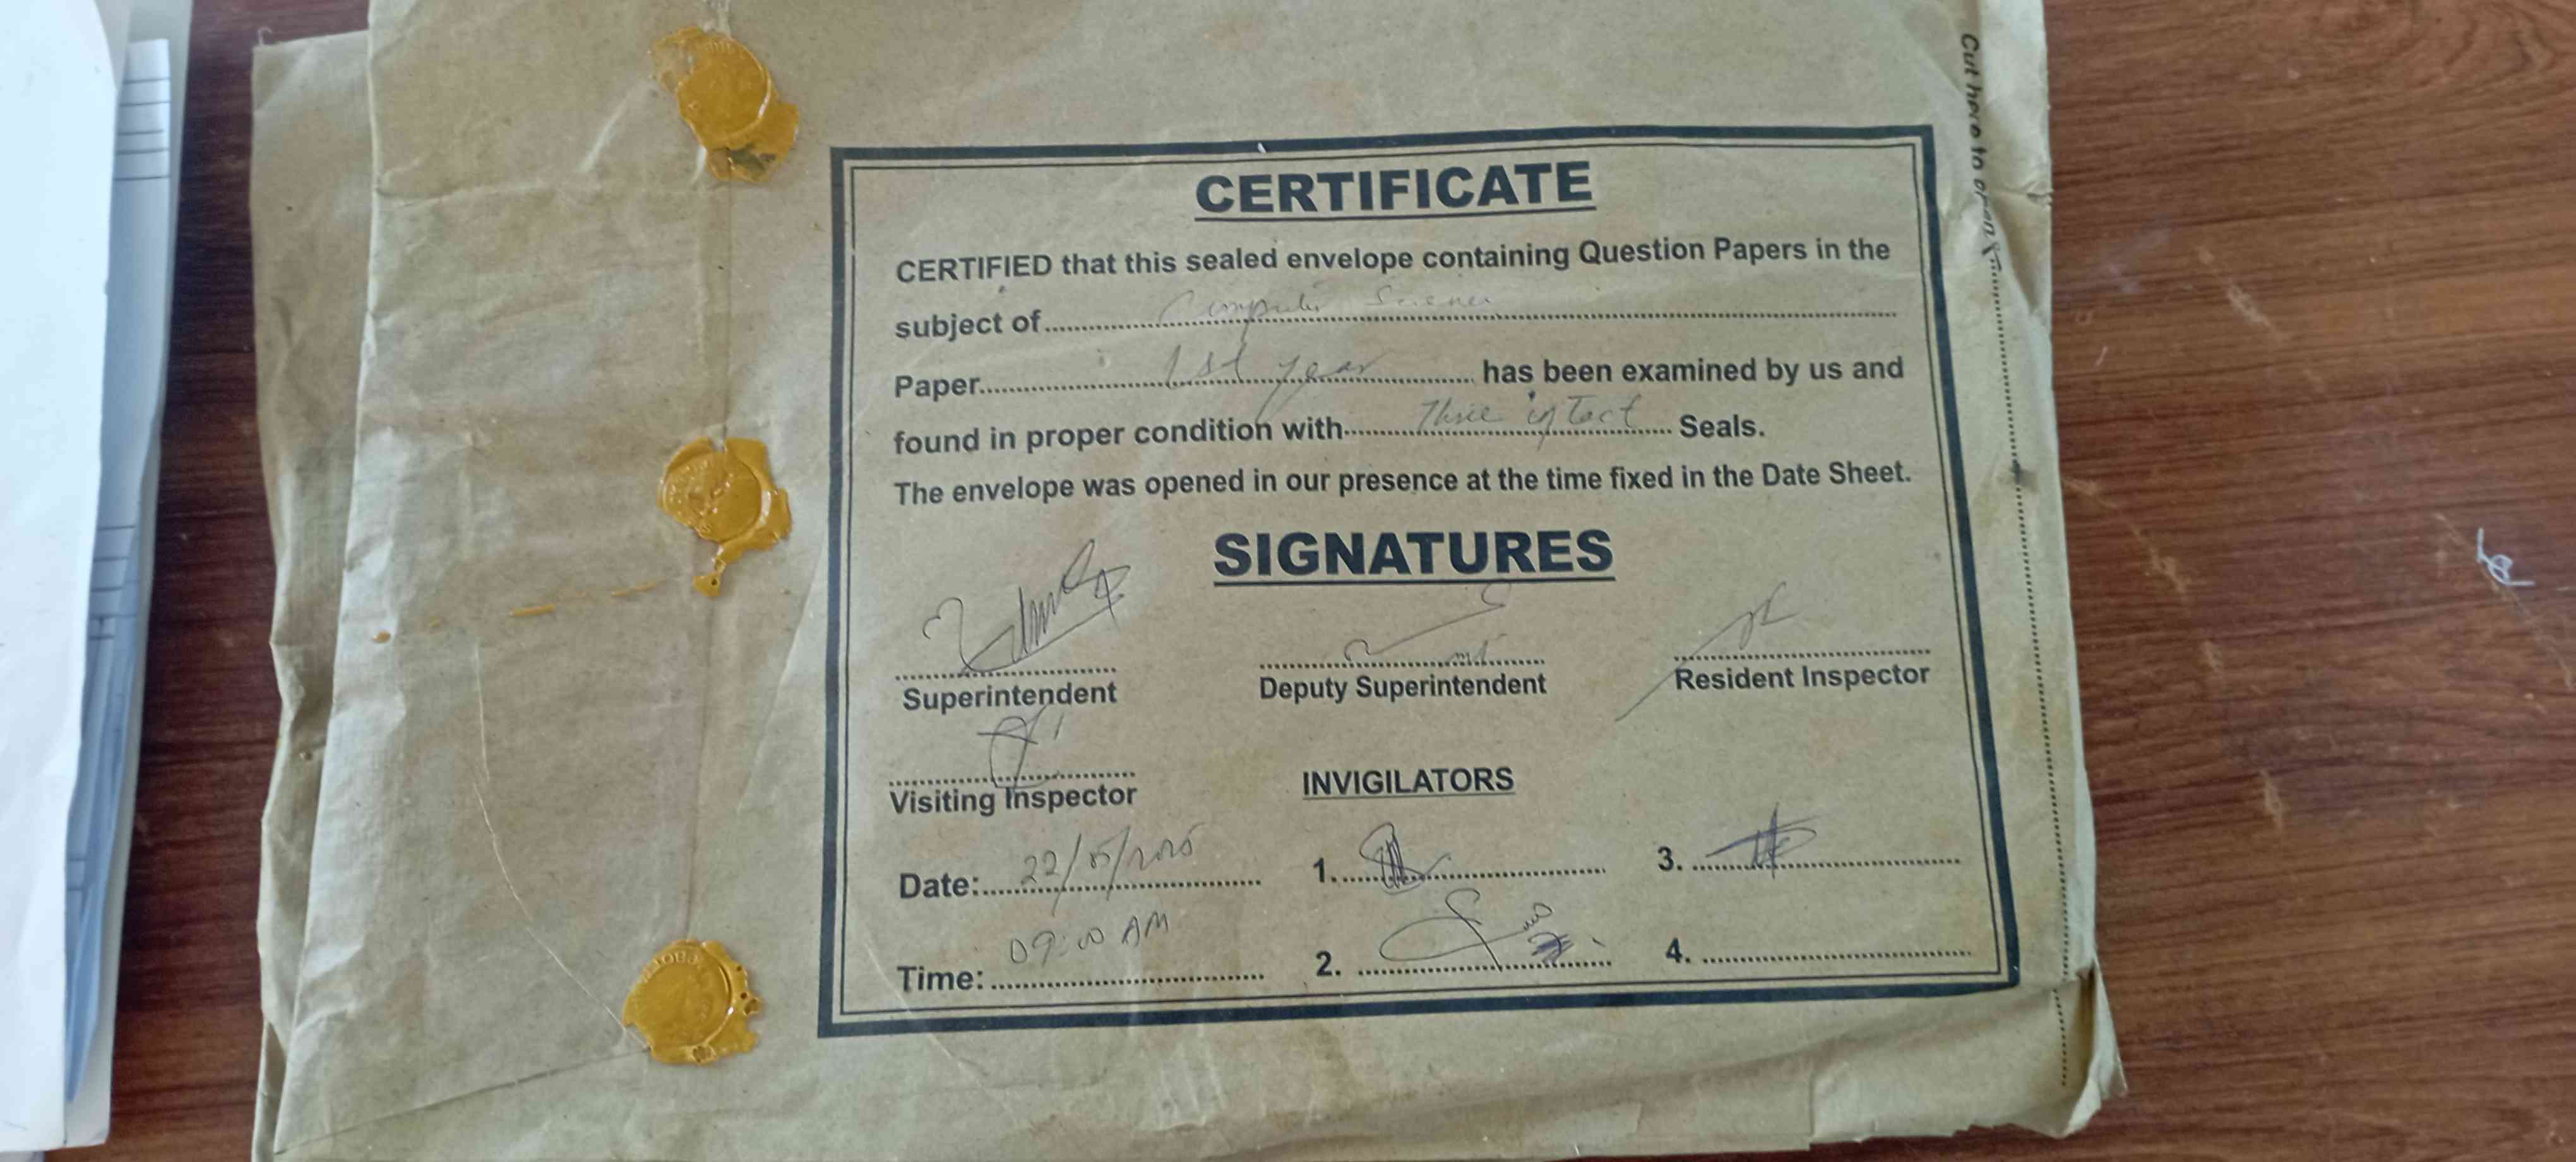 Cut here to open
CERTIFICATE
CERTIFIED that this sealed envelope containing Question Papers in the
subject of Computer Science
Paper 1st year has been examined by us and
found in proper condition with Three intact Seals.
The envelope was opened in our presence at the time fixed in the Date Sheet.
SIGNATURES
Superintendent Deputy Superintendent Resident Inspector
Visiting Inspector INVIGILATORS
Date: 22/05/2025 1. 3.
Time: 09:00 AM 2. 4.